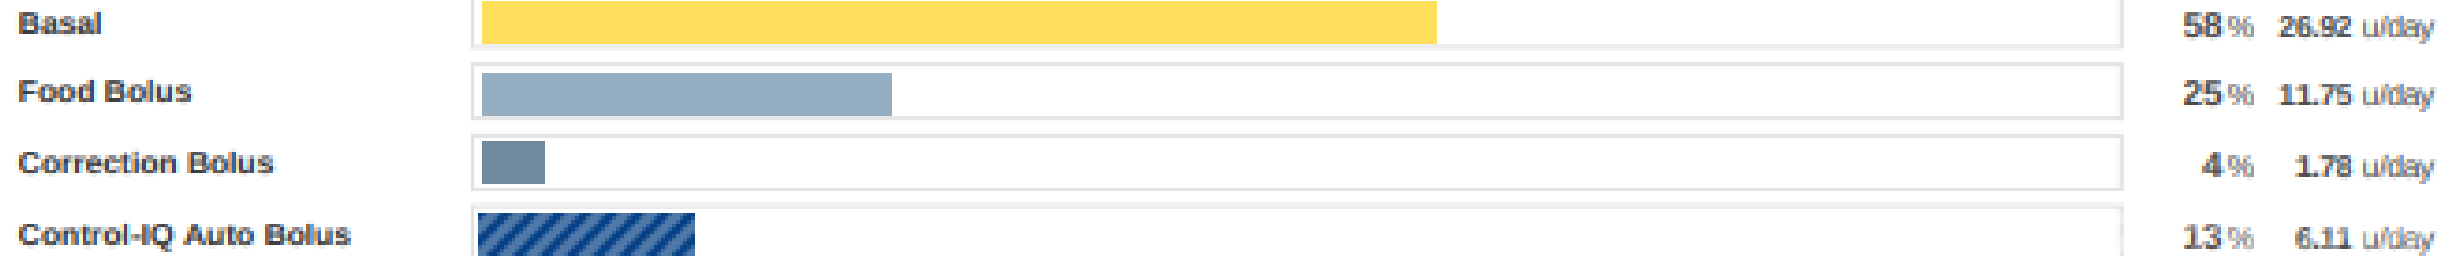 Basal 58% 26.92 u/day
Food Bolus 25% 11.75 u/day
Correction Bolus 4% 1.78 u/day
Control-IQ Auto Bolus 13% 6.11 u/day